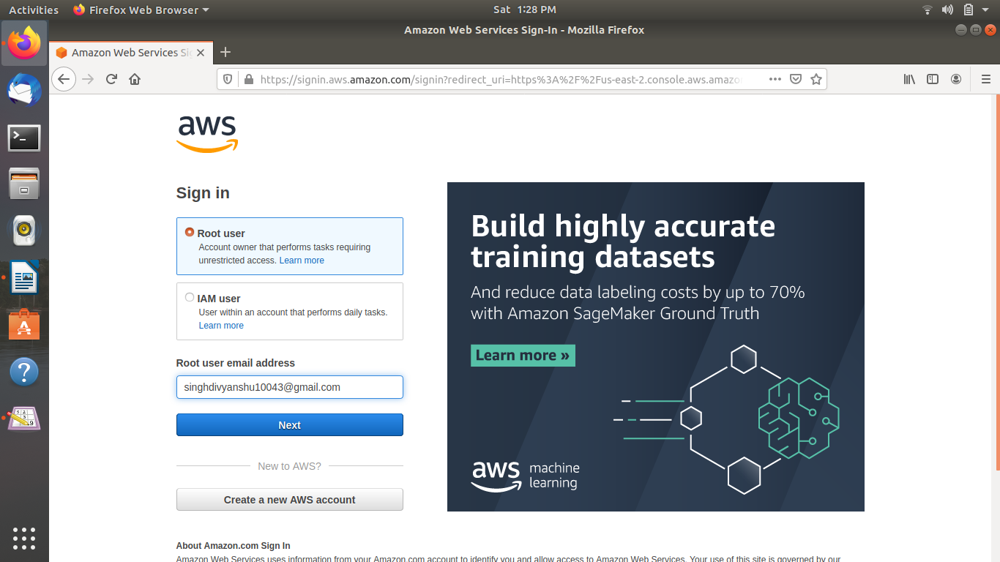 Activities
Firefox Web Browser
Sat 1:28 PM
Amazon Web Services Sign-In - Mozilla Firefox
Amazon Web Services Si
https://signin.aws.amazon.com/signin?redirect_uri=https%3A%2F%2Fus-east-2.console.aws.amazo
aws
Sign in
Root user
Account owner that performs tasks requiring
unrestricted access. Learn more
IAM user
User within an account that performs daily tasks.
Learn more
Root user email address
singhdivyanshu10043@gmail.com
Next
New to AWS?
Create a new AWS account
Build highly accurate
training datasets
And reduce data labeling costs by up to 70%
with Amazon SageMaker Ground Truth
Learn more »
aws machine
learning
About Amazon.com Sign In
Amazon Web Services uses information from your Amazon.com account to identify you and allow access to Amazon Web Services. Your use of this site is governed by our